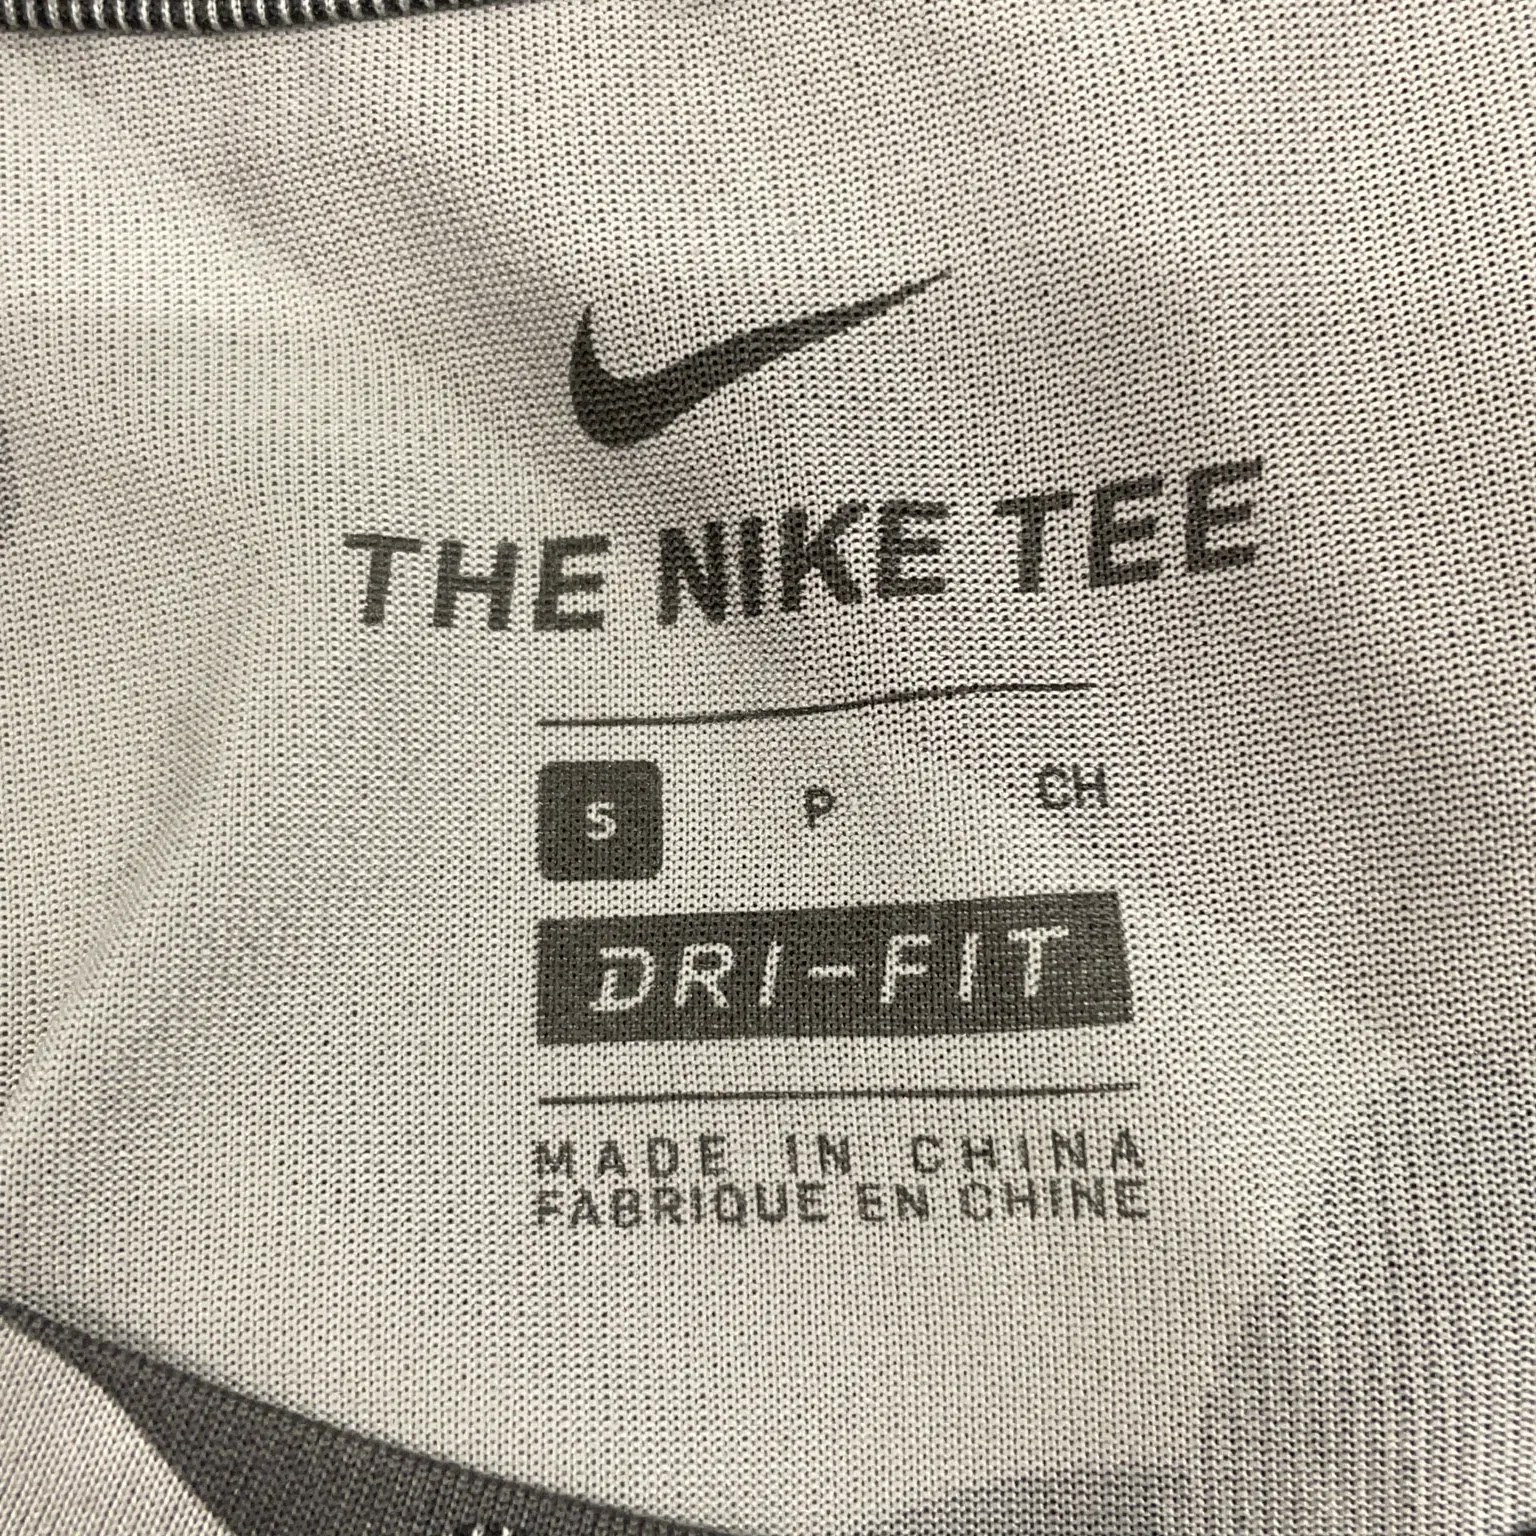 THE NIKE TEE
S P CH
DRI-FIT
MADE IN CHINA
FABRIQUE EN CHINE